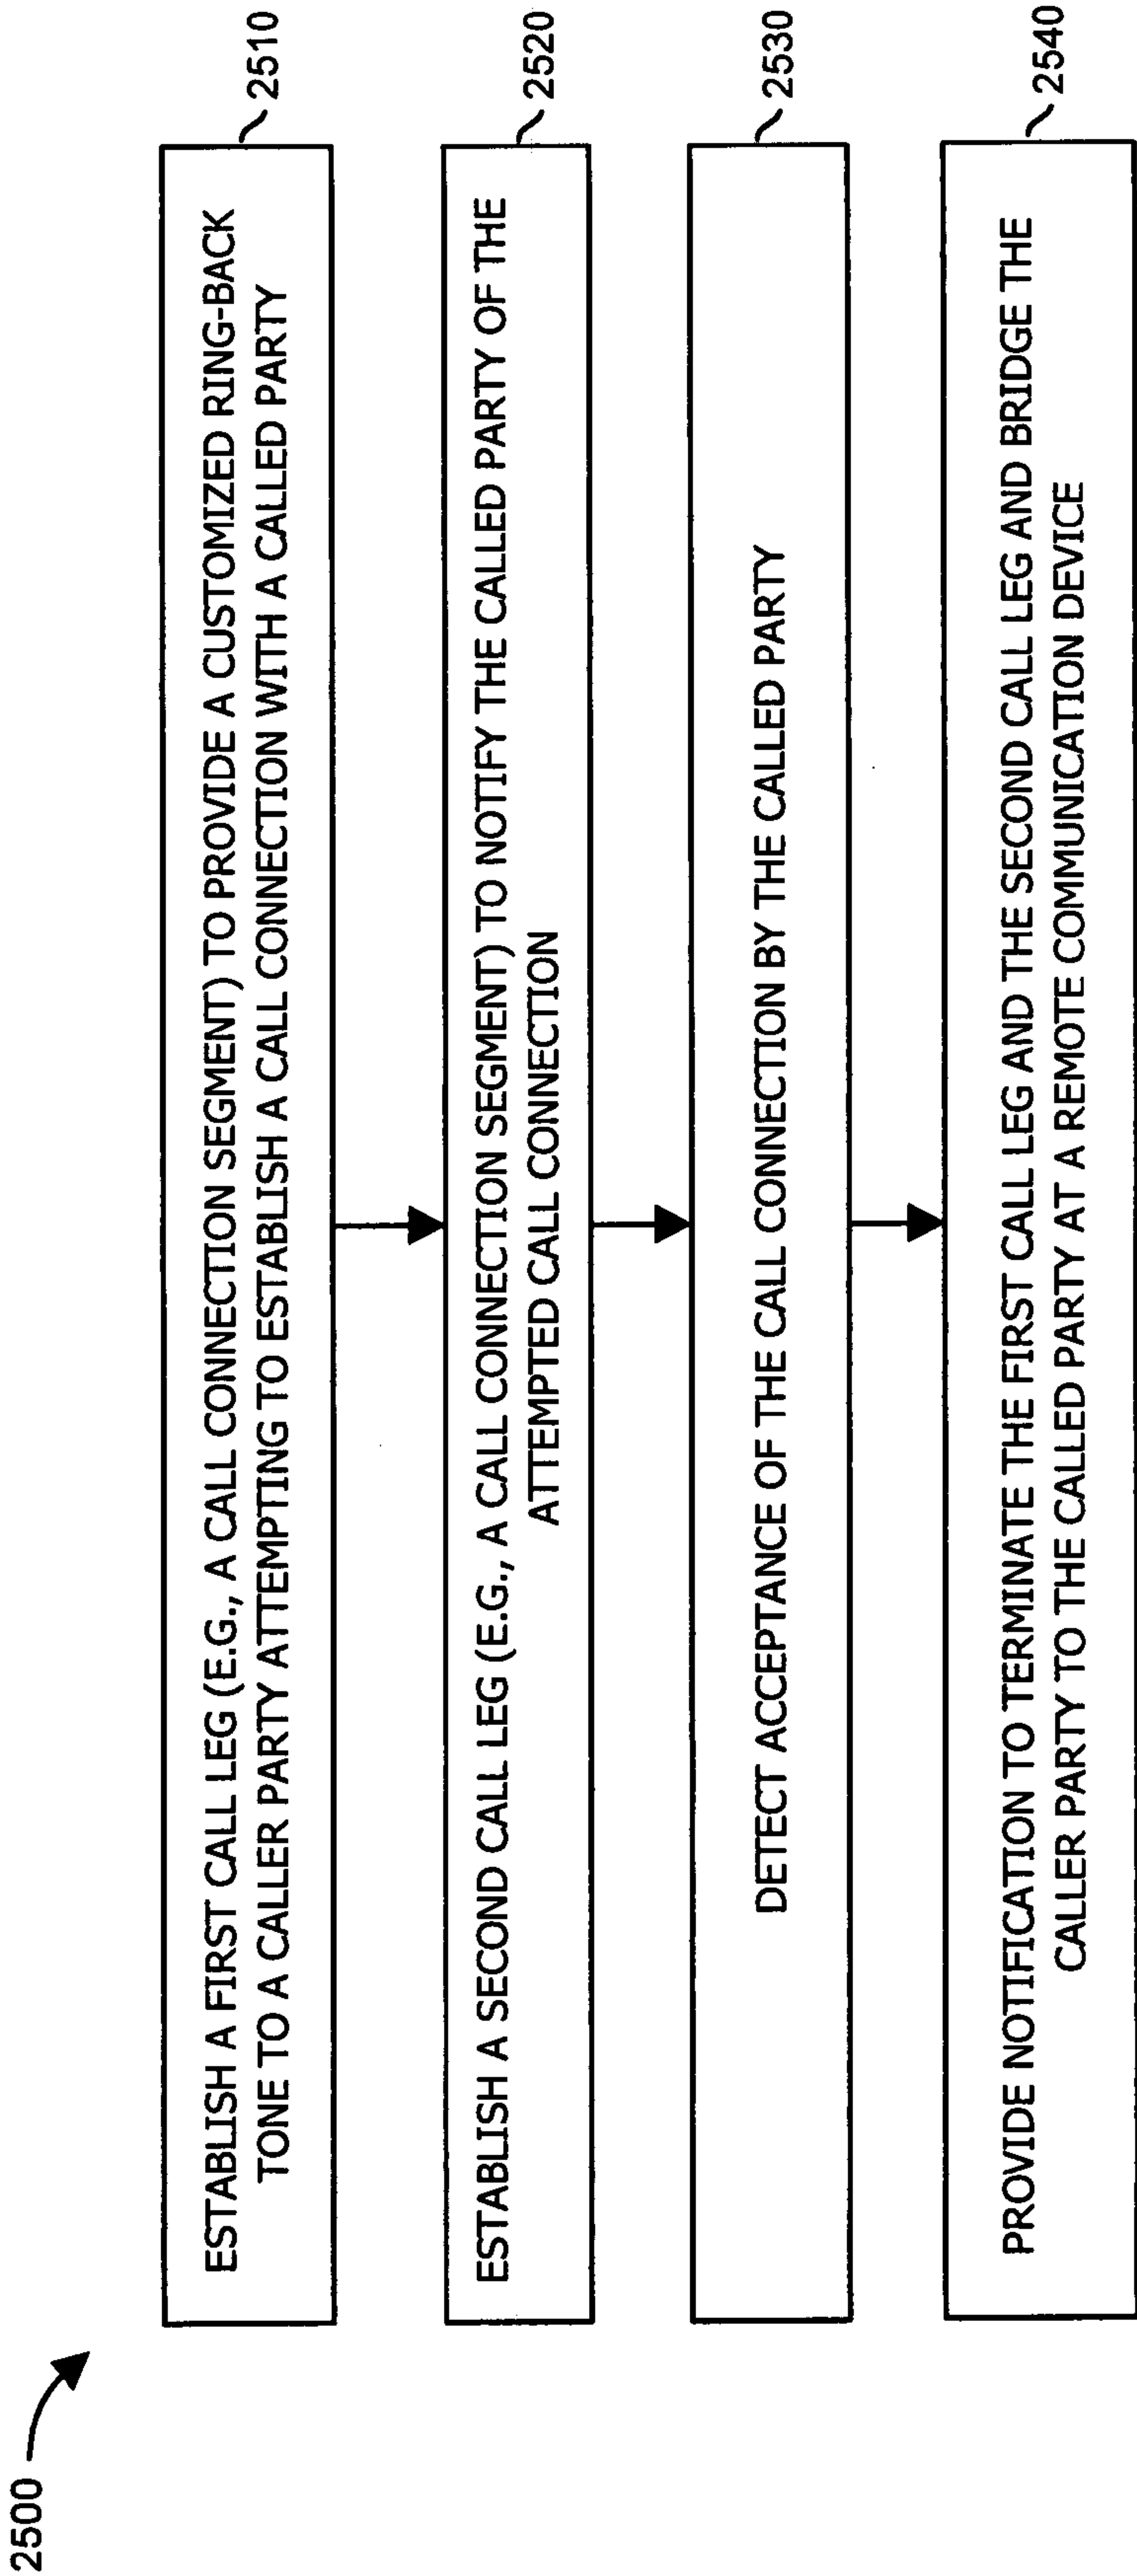 2500
ESTABLISH A FIRST CALL LEG (E.G., A CALL CONNECTION SEGMENT) TO PROVIDE A CUSTOMIZED RING-BACK
TONE TO A CALLER PARTY ATTEMPTING TO ESTABLISH A CALL CONNECTION WITH A CALLED PARTY
2510
ESTABLISH A SECOND CALL LEG (E.G., A CALL CONNECTION SEGMENT) TO NOTIFY THE CALLED PARTY OF THE
ATTEMPTED CALL CONNECTION
2520
DETECT ACCEPTANCE OF THE CALL CONNECTION BY THE CALLED PARTY
2530
PROVIDE NOTIFICATION TO TERMINATE THE FIRST CALL LEG AND THE SECOND CALL LEG AND BRIDGE THE
CALLER PARTY TO THE CALLED PARTY AT A REMOTE COMMUNICATION DEVICE
2540